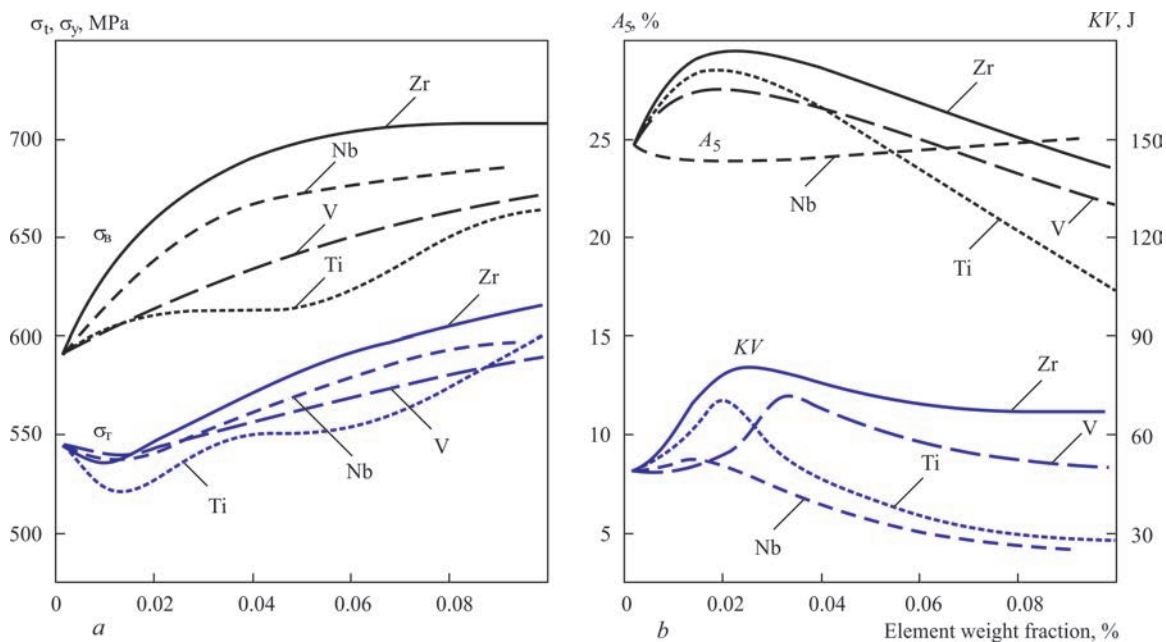 σt, σy, MPa
700
650
600
550
500
0
0.02
0.04
0.06
0.08
a
Zr
Nb
V
Ti
σB
Zr
σT
Nb
V
Ti
A5, %
KV, J
25
20
15
10
5
150
120
90
60
30
0
0.02
0.04
0.06
0.08
b
Element weight fraction, %
Zr
A5
Nb
V
Ti
KV
Zr
V
Ti
Nb